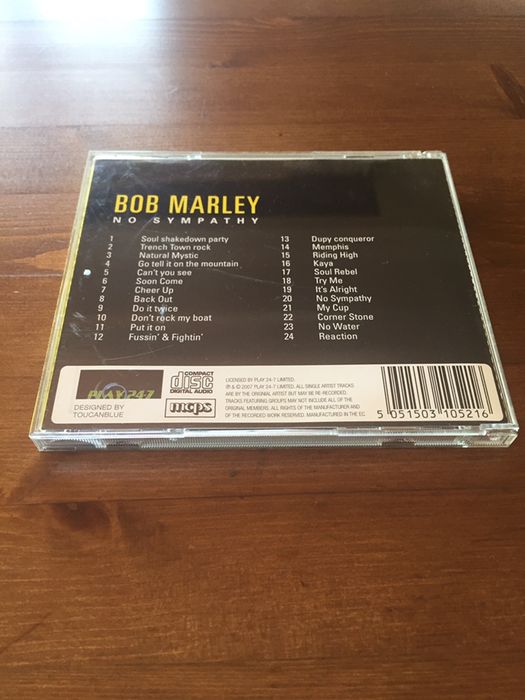 BOB MARLEY
NO SYMPATHY
1 Soul shakedown party
2 Trench Town rock
3 Natural Mystic
4 Go tell it on the mountain
5 Can't you see
6 Soon Come
7 Cheer Up
8 Back Out
9 Do it twice
10 Don't rock my boat
11 Put it on
12 Fussin' & Fightin'
13 Dupy conqueror
14 Memphis
15 Riding High
16 Kaya
17 Soul Rebel
18 Try Me
19 It's Alright
20 No Sympathy
21 My Cup
22 Corner Stone
23 No Water
24 Reaction
PLAY 24-7
DESIGNED BY
TOUCANBLUE
COMPACT
disc
DIGITAL AUDIO
mcps
LICENSED BY PLAY 24-7 LIMITED.
℗ & © 2007 PLAY 24-7 LIMITED. ALL SINGLE ARTIST TRACKS
ARE BY THE ORIGINAL ARTIST BUT MAY BE RE-RECORDED.
TRACKS FEATURING GROUPS MAY NOT INCLUDE ALL OF THE
ORIGINAL MEMBERS. ALL RIGHTS OF THE MANUFACTURER AND
OF THE RECORDED WORK RESERVED. MANUFACTURED IN THE EC.
5 051503 105216